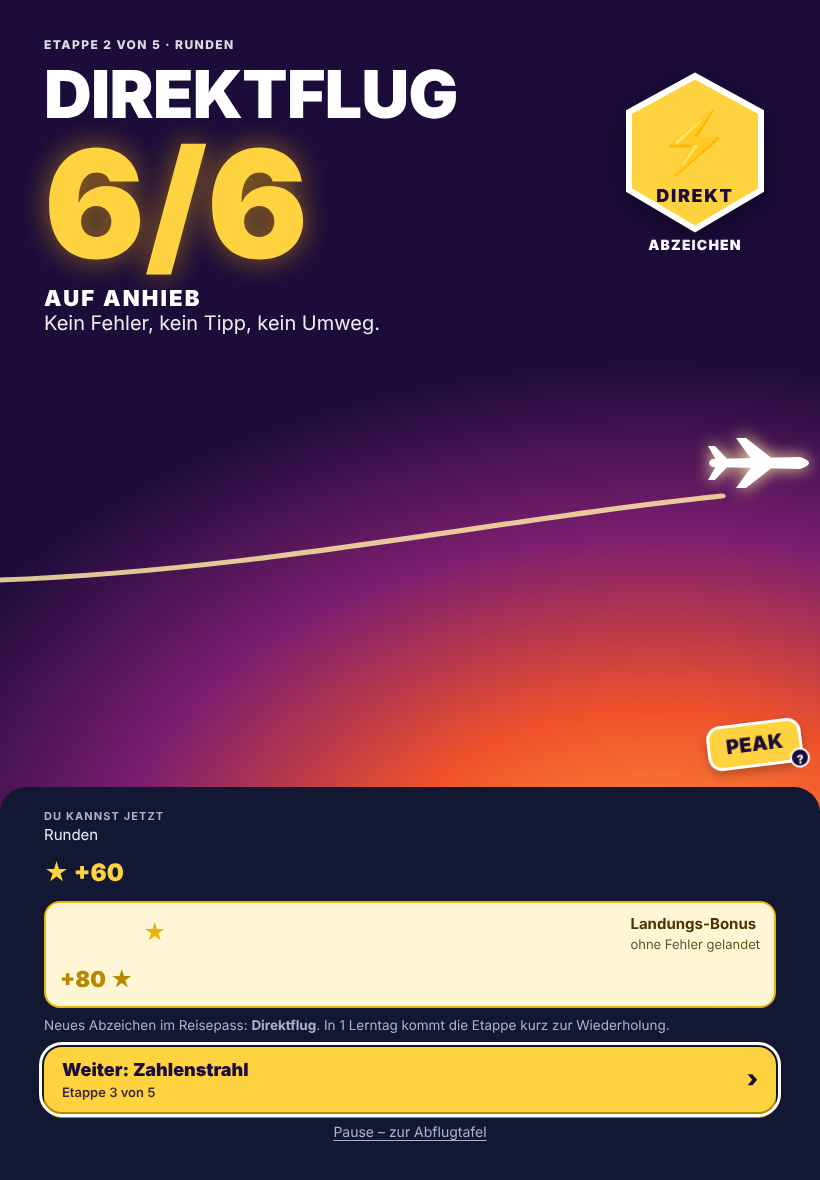 ETAPPE 2 VON 5 · RUNDEN
DIREKTFLUG
6/6
AUF ANHIEB
Kein Fehler, kein Tipp, kein Umweg.
DIREKT
ABZEICHEN
PEAK
?
DU KANNST JETZT
Runden
★ +60
★
Landungs-Bonus
ohne Fehler gelandet
+80 ★
Neues Abzeichen im Reisepass: Direktflug. In 1 Lerntag kommt die Etappe kurz zur Wiederholung.
Weiter: Zahlenstrahl
Etappe 3 von 5
›
Pause – zur Abflugtafel